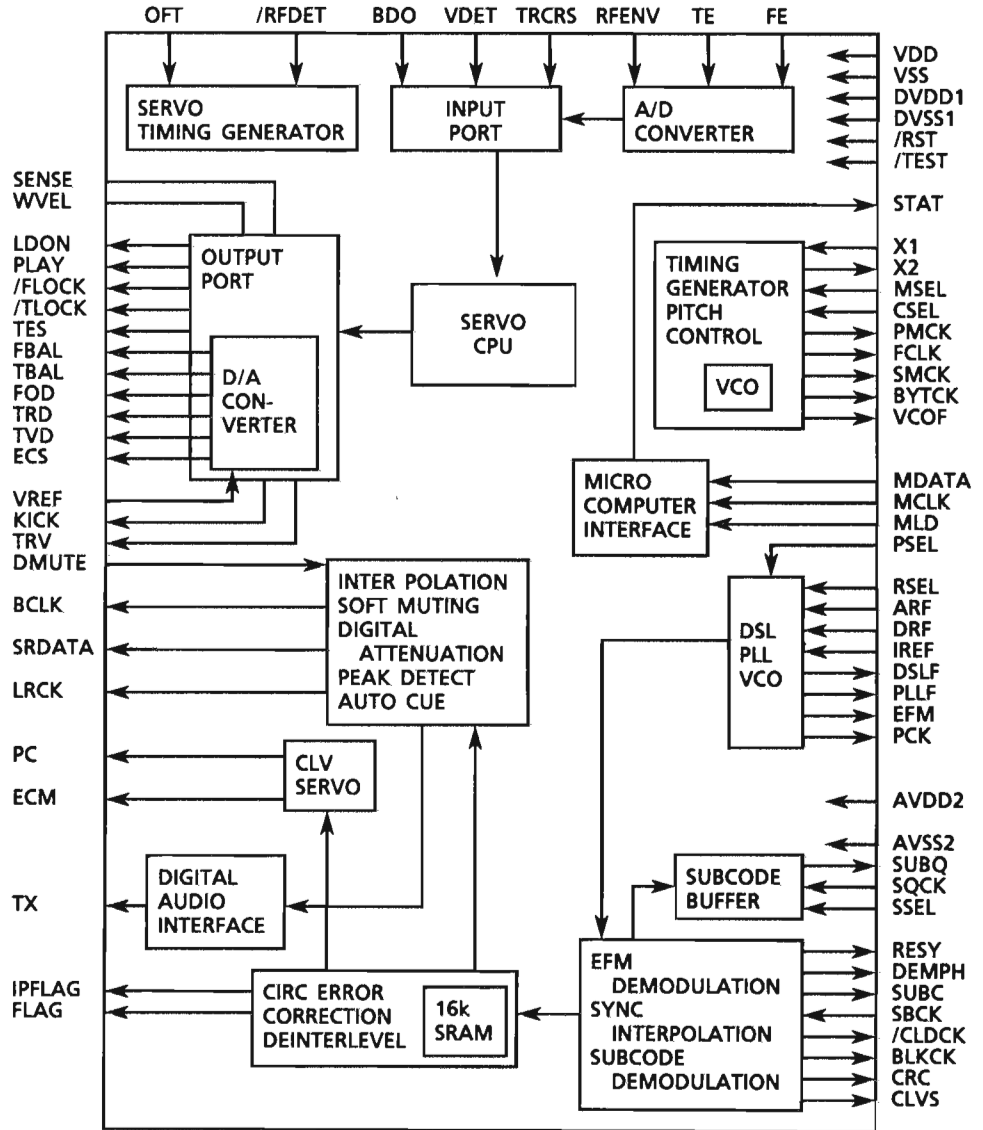 OFT /RFDET BDO VDET TRCRS RFENV TE FE
SERVO
TIMING GENERATOR
INPUT
PORT
A/D
CONVERTER
VDD
VSS
DVDD1
DVSS1
/RST
/TEST
STAT
SENSE
WVEL
LDON
PLAY
/FLOCK
/TLOCK
TES
FBAL
TBAL
FOD
TRD
TVD
ECS
VREF
KICK
TRV
DMUTE
BCLK
SRDATA
LRCK
PC
ECM
TX
IPFLAG
FLAG
OUTPUT
PORT
D/A
CON-
VERTER
SERVO
CPU
TIMING
GENERATOR
PITCH
CONTROL
VCO
X1
X2
MSEL
CSEL
PMCK
FCLK
SMCK
BYTCK
VCOF
MICRO
COMPUTER
INTERFACE
MDATA
MCLK
MLD
PSEL
INTER POLATION
SOFT MUTING
DIGITAL
ATTENUATION
PEAK DETECT
AUTO CUE
DSL
PLL
VCO
RSEL
ARF
DRF
IREF
DSLF
PLLF
EFM
PCK
CLV
SERVO
AVDD2
AVSS2
DIGITAL
AUDIO
INTERFACE
SUBCODE
BUFFER
SUBQ
SQCK
SSEL
CIRC ERROR
CORRECTION
DEINTERLEVEL
16k
SRAM
EFM
DEMODULATION
SYNC
INTERPOLATION
SUBCODE
DEMODULATION
RESY
DEMPH
SUBC
SBCK
/CLDCK
BLKCK
CRC
CLVS